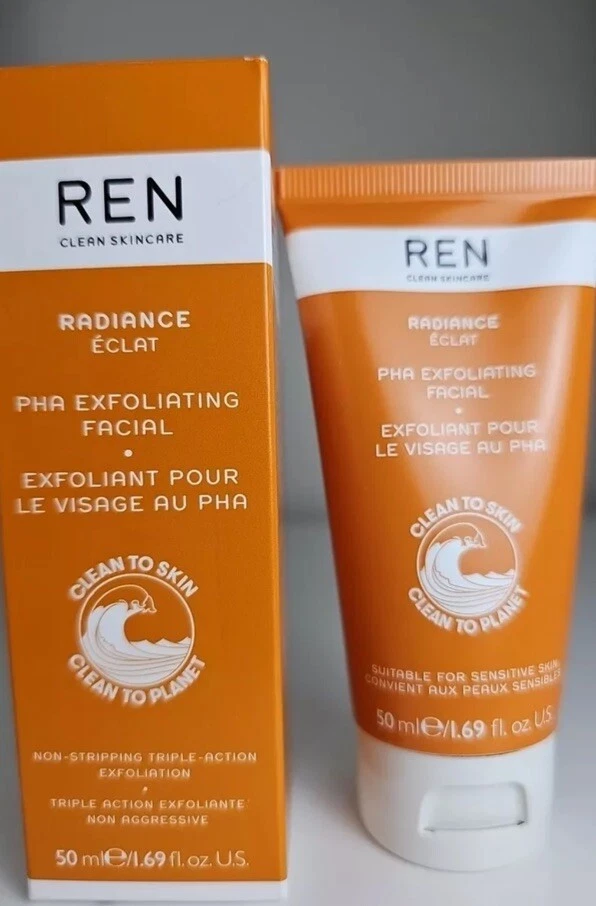 REN
CLEAN SKINCARE
RADIANCE
ÉCLAT
PHA EXFOLIATING
FACIAL
•
EXFOLIANT POUR
LE VISAGE AU PHA
CLEAN TO SKIN
CLEAN TO PLANET
NON-STRIPPING TRIPLE-ACTION
EXFOLIATION
•
TRIPLE ACTION EXFOLIANTE
NON AGGRESSIVE
50 ml℮/1.69 fl. oz. U.S.
REN
CLEAN SKINCARE
RADIANCE
ÉCLAT
PHA EXFOLIATING
FACIAL
•
EXFOLIANT POUR
LE VISAGE AU PHA
CLEAN TO SKIN
CLEAN TO PLANET
SUITABLE FOR SENSITIVE SKIN
CONVIENT AUX PEAUX SENSIBLES
50 ml℮/1.69 fl. oz. U.S.